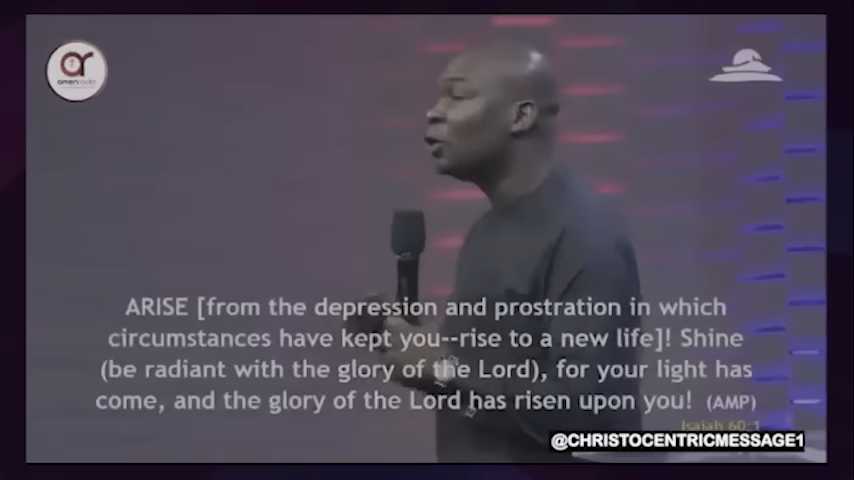 ar
amenradio
ARISE [from the depression and prostration in which
circumstances have kept you--rise to a new life]! Shine
(be radiant with the glory of the Lord), for your light has
come, and the glory of the Lord has risen upon you! (AMP)
Isaiah 60:1
@CHRISTOCENTRICMESSAGE1